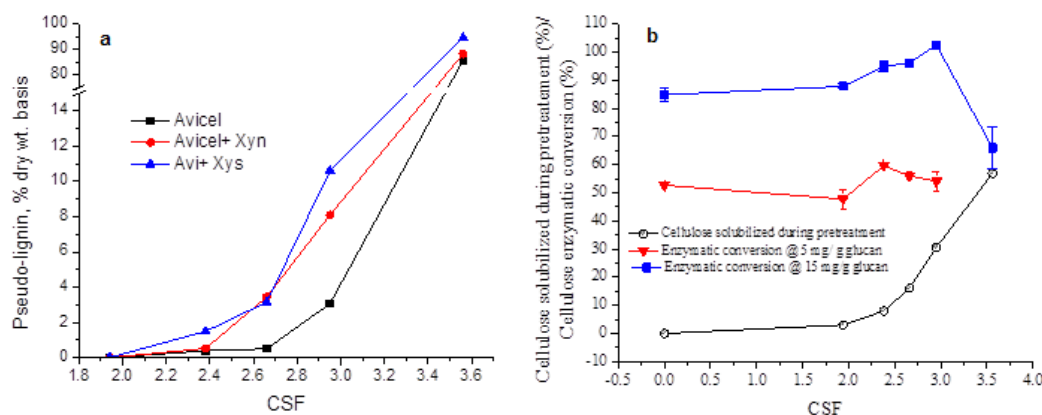 a
Pseudo-lignin, % dry wt. basis
100
90
80
14
12
10
8
6
4
2
0
Avicel
Avicel+ Xyn
Avi+ Xys
1.8 2.0 2.2 2.4 2.6 2.8 3.0 3.2 3.4 3.6
CSF
b
Cellulose solubilized during pretreatment (%)/
Cellulose enzymatic conversion (%)
110
100
90
80
70
60
50
40
30
20
10
0
-10
Cellulose solubilized during pretreatment
Enzymatic conversion @ 5 mg/ g glucan
Enzymatic conversion @ 15 mg/g glucan
-0.5 0.0 0.5 1.0 1.5 2.0 2.5 3.0 3.5 4.0
CSF